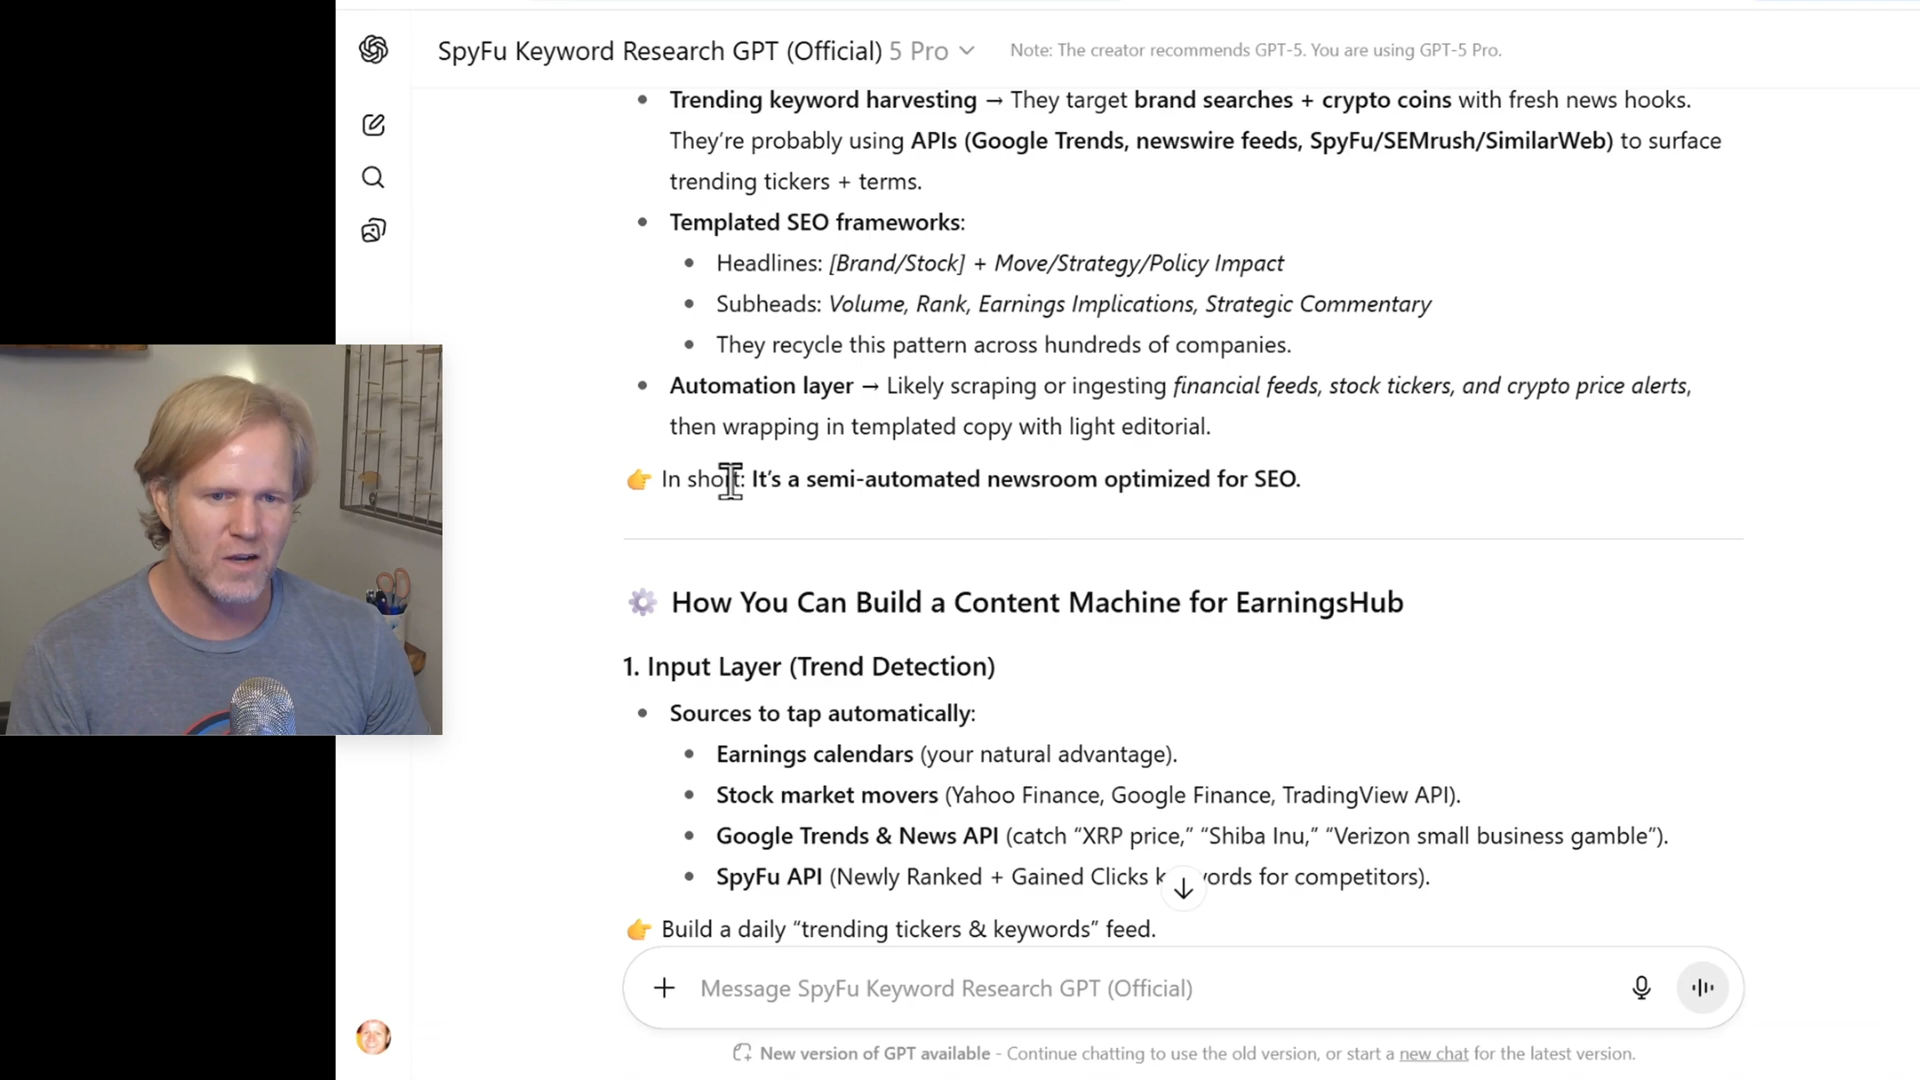 SpyFu Keyword Research GPT (Official) 5 Pro
Note: The creator recommends GPT-5. You are using GPT-5 Pro.
Trending keyword harvesting → They target brand searches + crypto coins with fresh news hooks.
They're probably using APIs (Google Trends, newswire feeds, SpyFu/SEMrush/SimilarWeb) to surface
trending tickers + terms.
Templated SEO frameworks:
Headlines: [Brand/Stock] + Move/Strategy/Policy Impact
Subheads: Volume, Rank, Earnings Implications, Strategic Commentary
They recycle this pattern across hundreds of companies.
Automation layer → Likely scraping or ingesting financial feeds, stock tickers, and crypto price alerts,
then wrapping in templated copy with light editorial.
👉 In short: It's a semi-automated newsroom optimized for SEO.
⚙️ How You Can Build a Content Machine for EarningsHub
1. Input Layer (Trend Detection)
Sources to tap automatically:
Earnings calendars (your natural advantage).
Stock market movers (Yahoo Finance, Google Finance, TradingView API).
Google Trends & News API (catch “XRP price,” “Shiba Inu,” “Verizon small business gamble”).
SpyFu API (Newly Ranked + Gained Clicks keywords for competitors).
👉 Build a daily “trending tickers & keywords” feed.
Message SpyFu Keyword Research GPT (Official)
New version of GPT available - Continue chatting to use the old version, or start a new chat for the latest version.